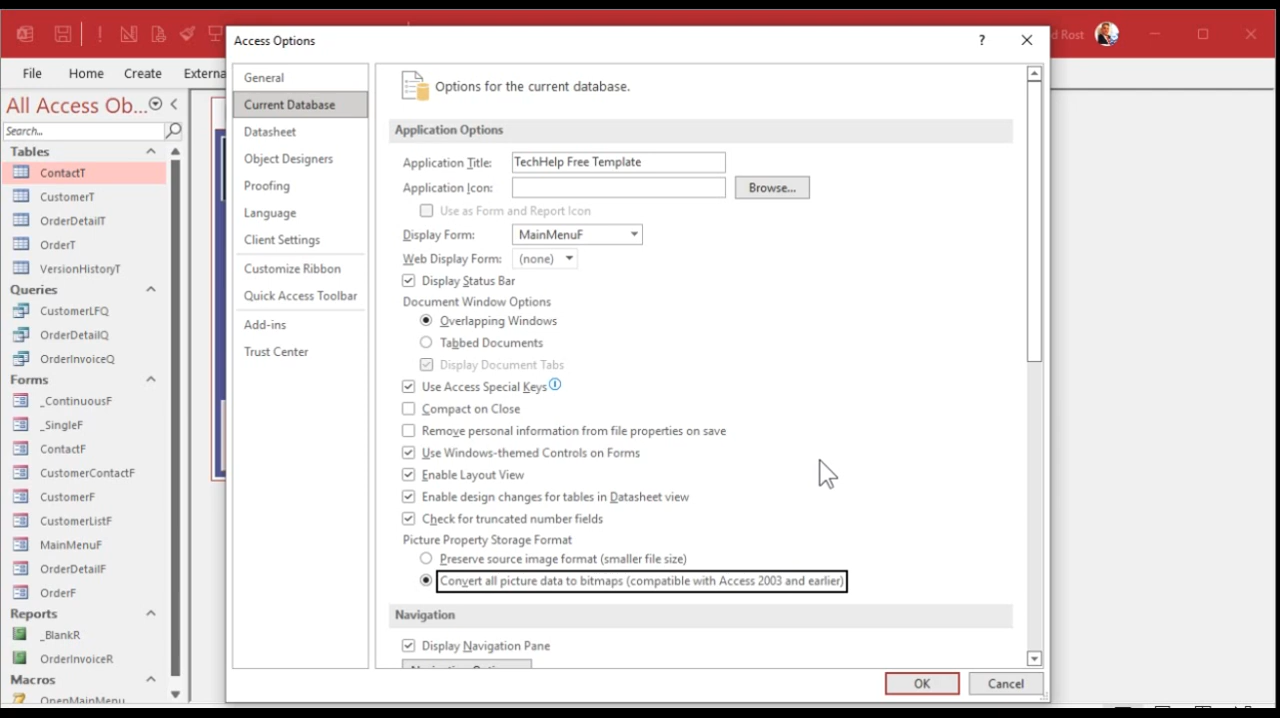 Access Options
?
d Rost
File Home Create Externa
All Access Ob...
Search...
Tables
ContactT
CustomerT
OrderDetailT
OrderT
VersionHistoryT
Queries
CustomerLFQ
OrderDetailQ
OrderInvoiceQ
Forms
_ContinuousF
_SingleF
ContactF
CustomerContactF
CustomerF
CustomerListF
MainMenuF
OrderDetailF
OrderF
Reports
_BlankR
OrderInvoiceR
Macros
OpenMainMenu
General
Current Database
Datasheet
Object Designers
Proofing
Language
Client Settings
Customize Ribbon
Quick Access Toolbar
Add-ins
Trust Center
Options for the current database.
Application Options
Application Title: TechHelp Free Template
Application Icon: Browse...
Use as Form and Report Icon
Display Form: MainMenuF
Web Display Form: (none)
Display Status Bar
Document Window Options
Overlapping Windows
Tabbed Documents
Display Document Tabs
Use Access Special Keys
Compact on Close
Remove personal information from file properties on save
Use Windows-themed Controls on Forms
Enable Layout View
Enable design changes for tables in Datasheet view
Check for truncated number fields
Picture Property Storage Format
Preserve source image format (smaller file size)
Convert all picture data to bitmaps (compatible with Access 2003 and earlier)
Navigation
Display Navigation Pane
OK Cancel